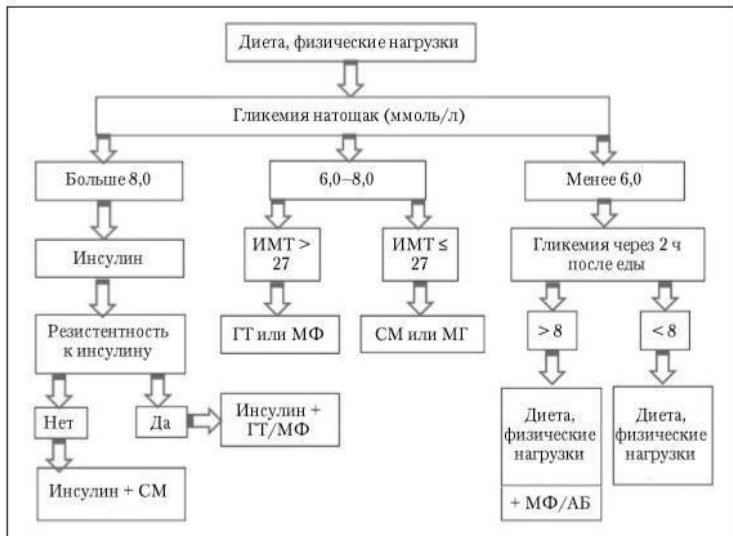 Диета, физические нагрузки
Гликемия натощак (ммоль/л)
Больше 8,0
6,0–8,0
Менее 6,0
Инсулин
ИМТ >
27
ИМТ ≤
27
Гликемия через 2 ч
после еды
Резистентность
к инсулину
ГТ или МФ
СМ или МГ
> 8
< 8
Нет
Да
Инсулин +
ГТ/МФ
Инсулин + СМ
Диета,
физические
нагрузки
+ МФ/АБ
Диета,
физические
нагрузки